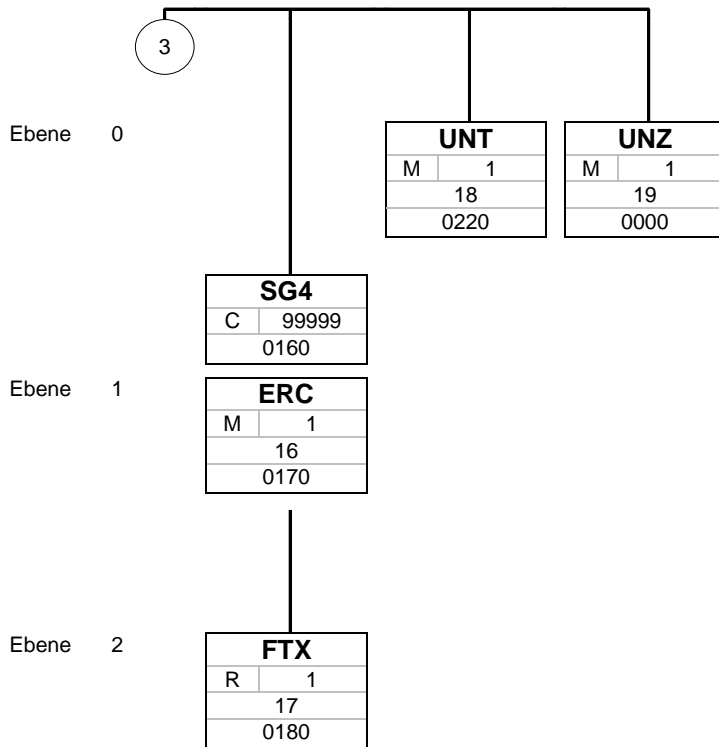 3
Ebene 0
UNT
M 1
18
0220
UNZ
M 1
19
0000
SG4
C 99999
0160
Ebene 1
ERC
M 1
16
0170
Ebene 2
FTX
R 1
17
0180